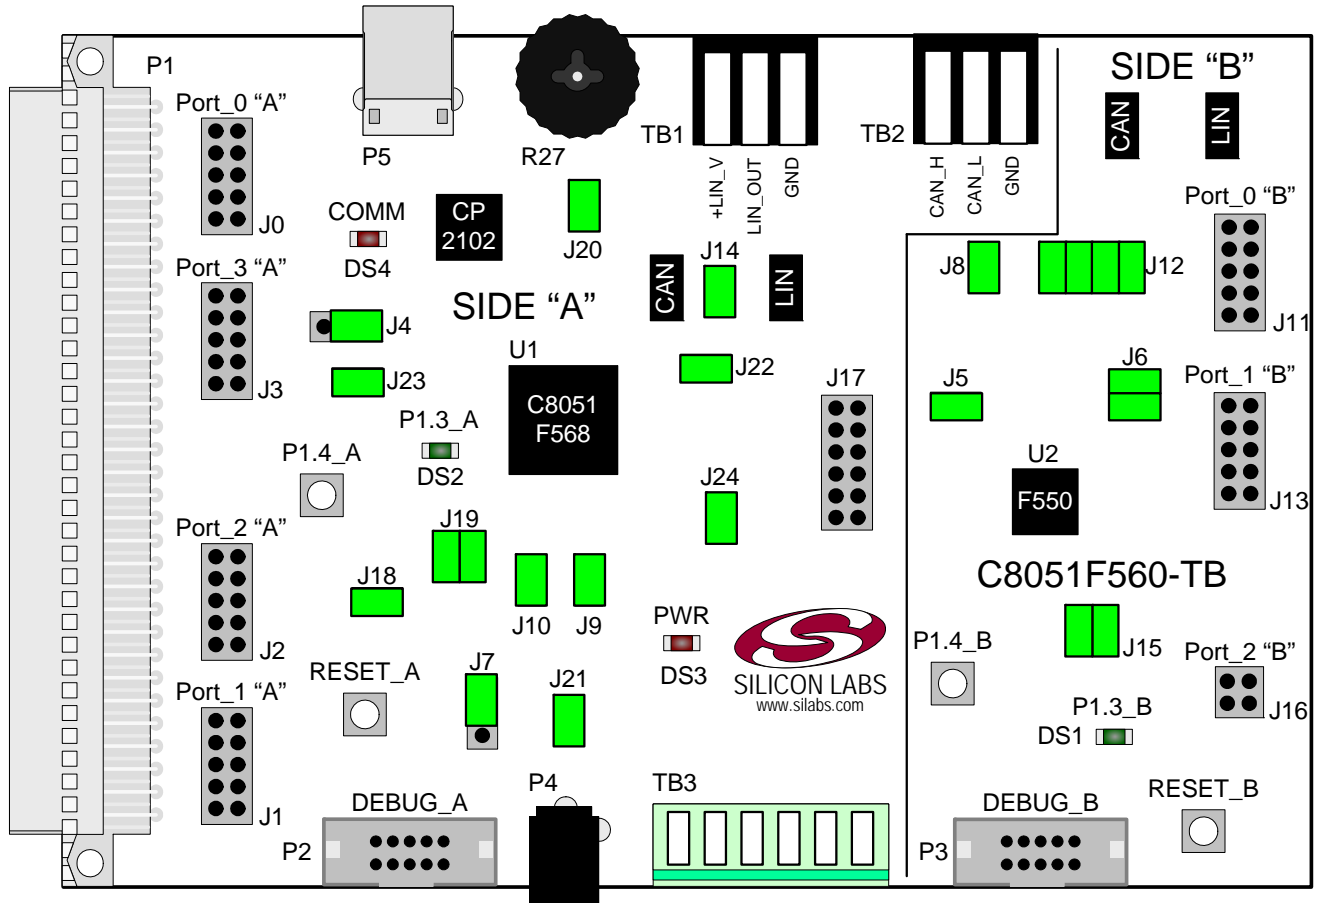 SIDE “B”
P1
Port_0 “A”
J0
P5
R27
TB1
+LIN_V
LIN_OUT
GND
TB2
CAN_H
CAN_L
GND
CAN
LIN
Port_0 “B”
J11
COMM
DS4
CP
2102
J20
J14
CAN
LIN
J8
J12
Port_3 “A”
J3
SIDE “A”
J4
J23
U1
C8051
F568
J22
J17
J5
J6
Port_1 “B”
J13
P1.3_A
DS2
P1.4_A
U2
F550
J24
Port_2 “A”
J2
J19
J18
J10
J9
C8051F560-TB
PWR
DS3
SILICON LABS
www.silabs.com
P1.4_B
J15
Port_2 “B”
J16
RESET_A
J7
J21
P1.3_B
DS1
Port_1 “A”
J1
DEBUG_A
P2
P4
TB3
DEBUG_B
P3
RESET_B